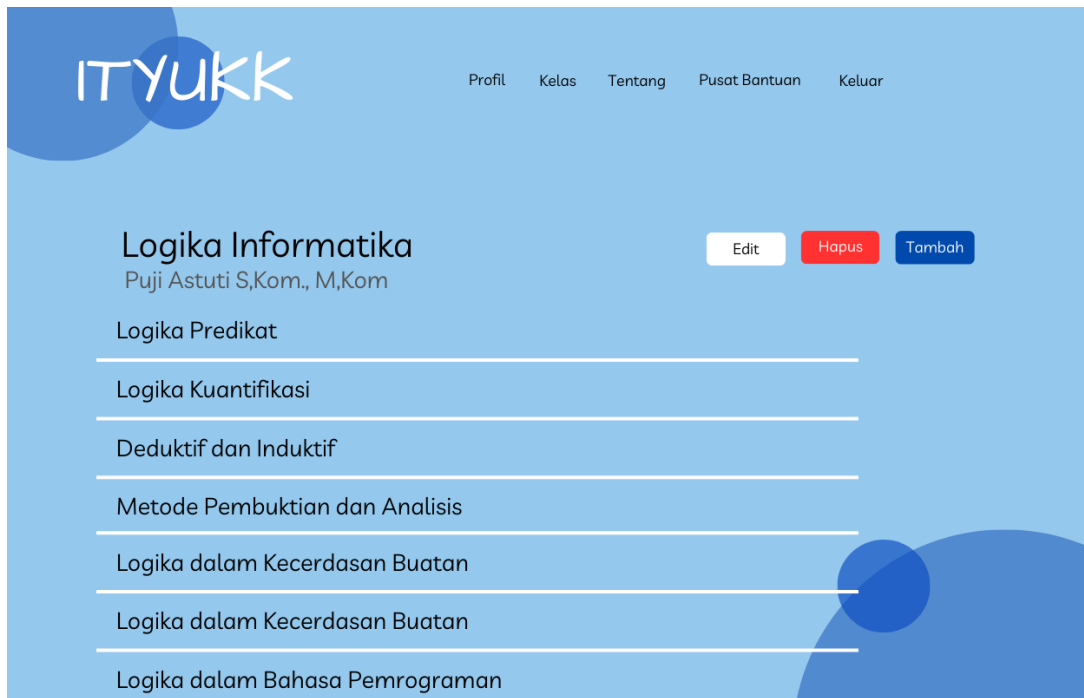 ITYUKK
Profil Kelas Tentang Pusat Bantuan Keluar
Logika Informatika
Puji Astuti S,Kom., M,Kom
Edit Hapus Tambah
Logika Predikat
Logika Kuantifikasi
Deduktif dan Induktif
Metode Pembuktian dan Analisis
Logika dalam Kecerdasan Buatan
Logika dalam Kecerdasan Buatan
Logika dalam Bahasa Pemrograman